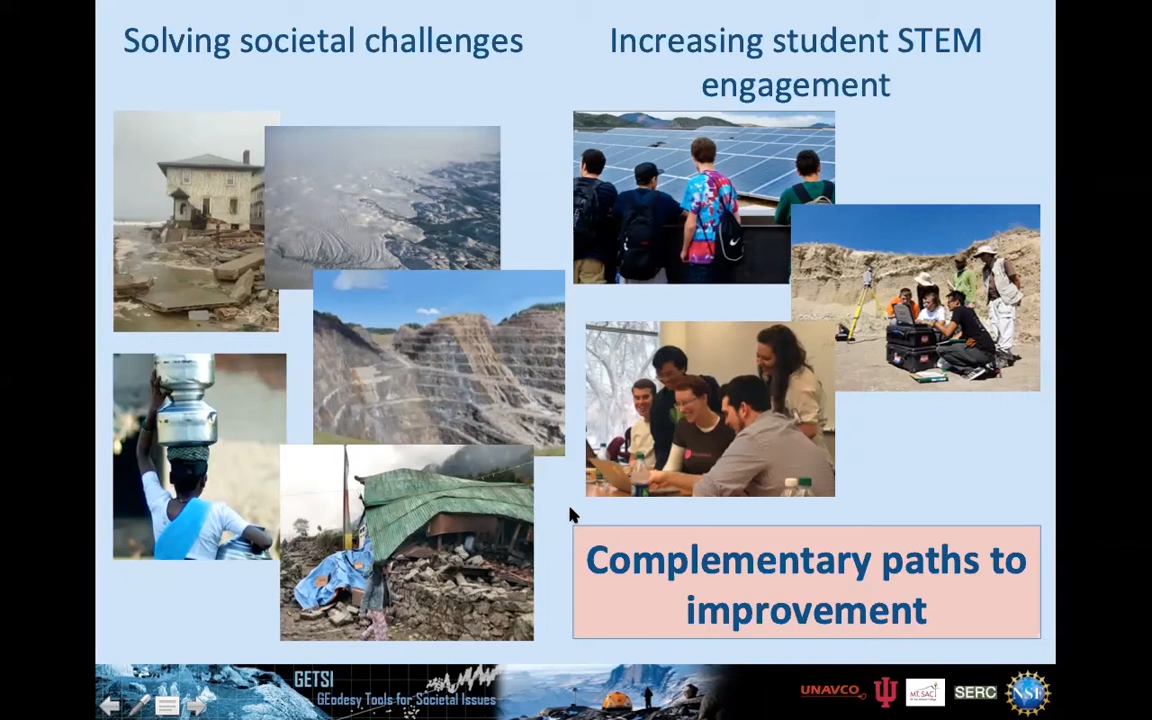 Solving societal challenges
Increasing student STEM
engagement
Complementary paths to
improvement
GETSI
GEodesy Tools for Societal Issues
UNAVCO
MT. SAC
SERC
NSF